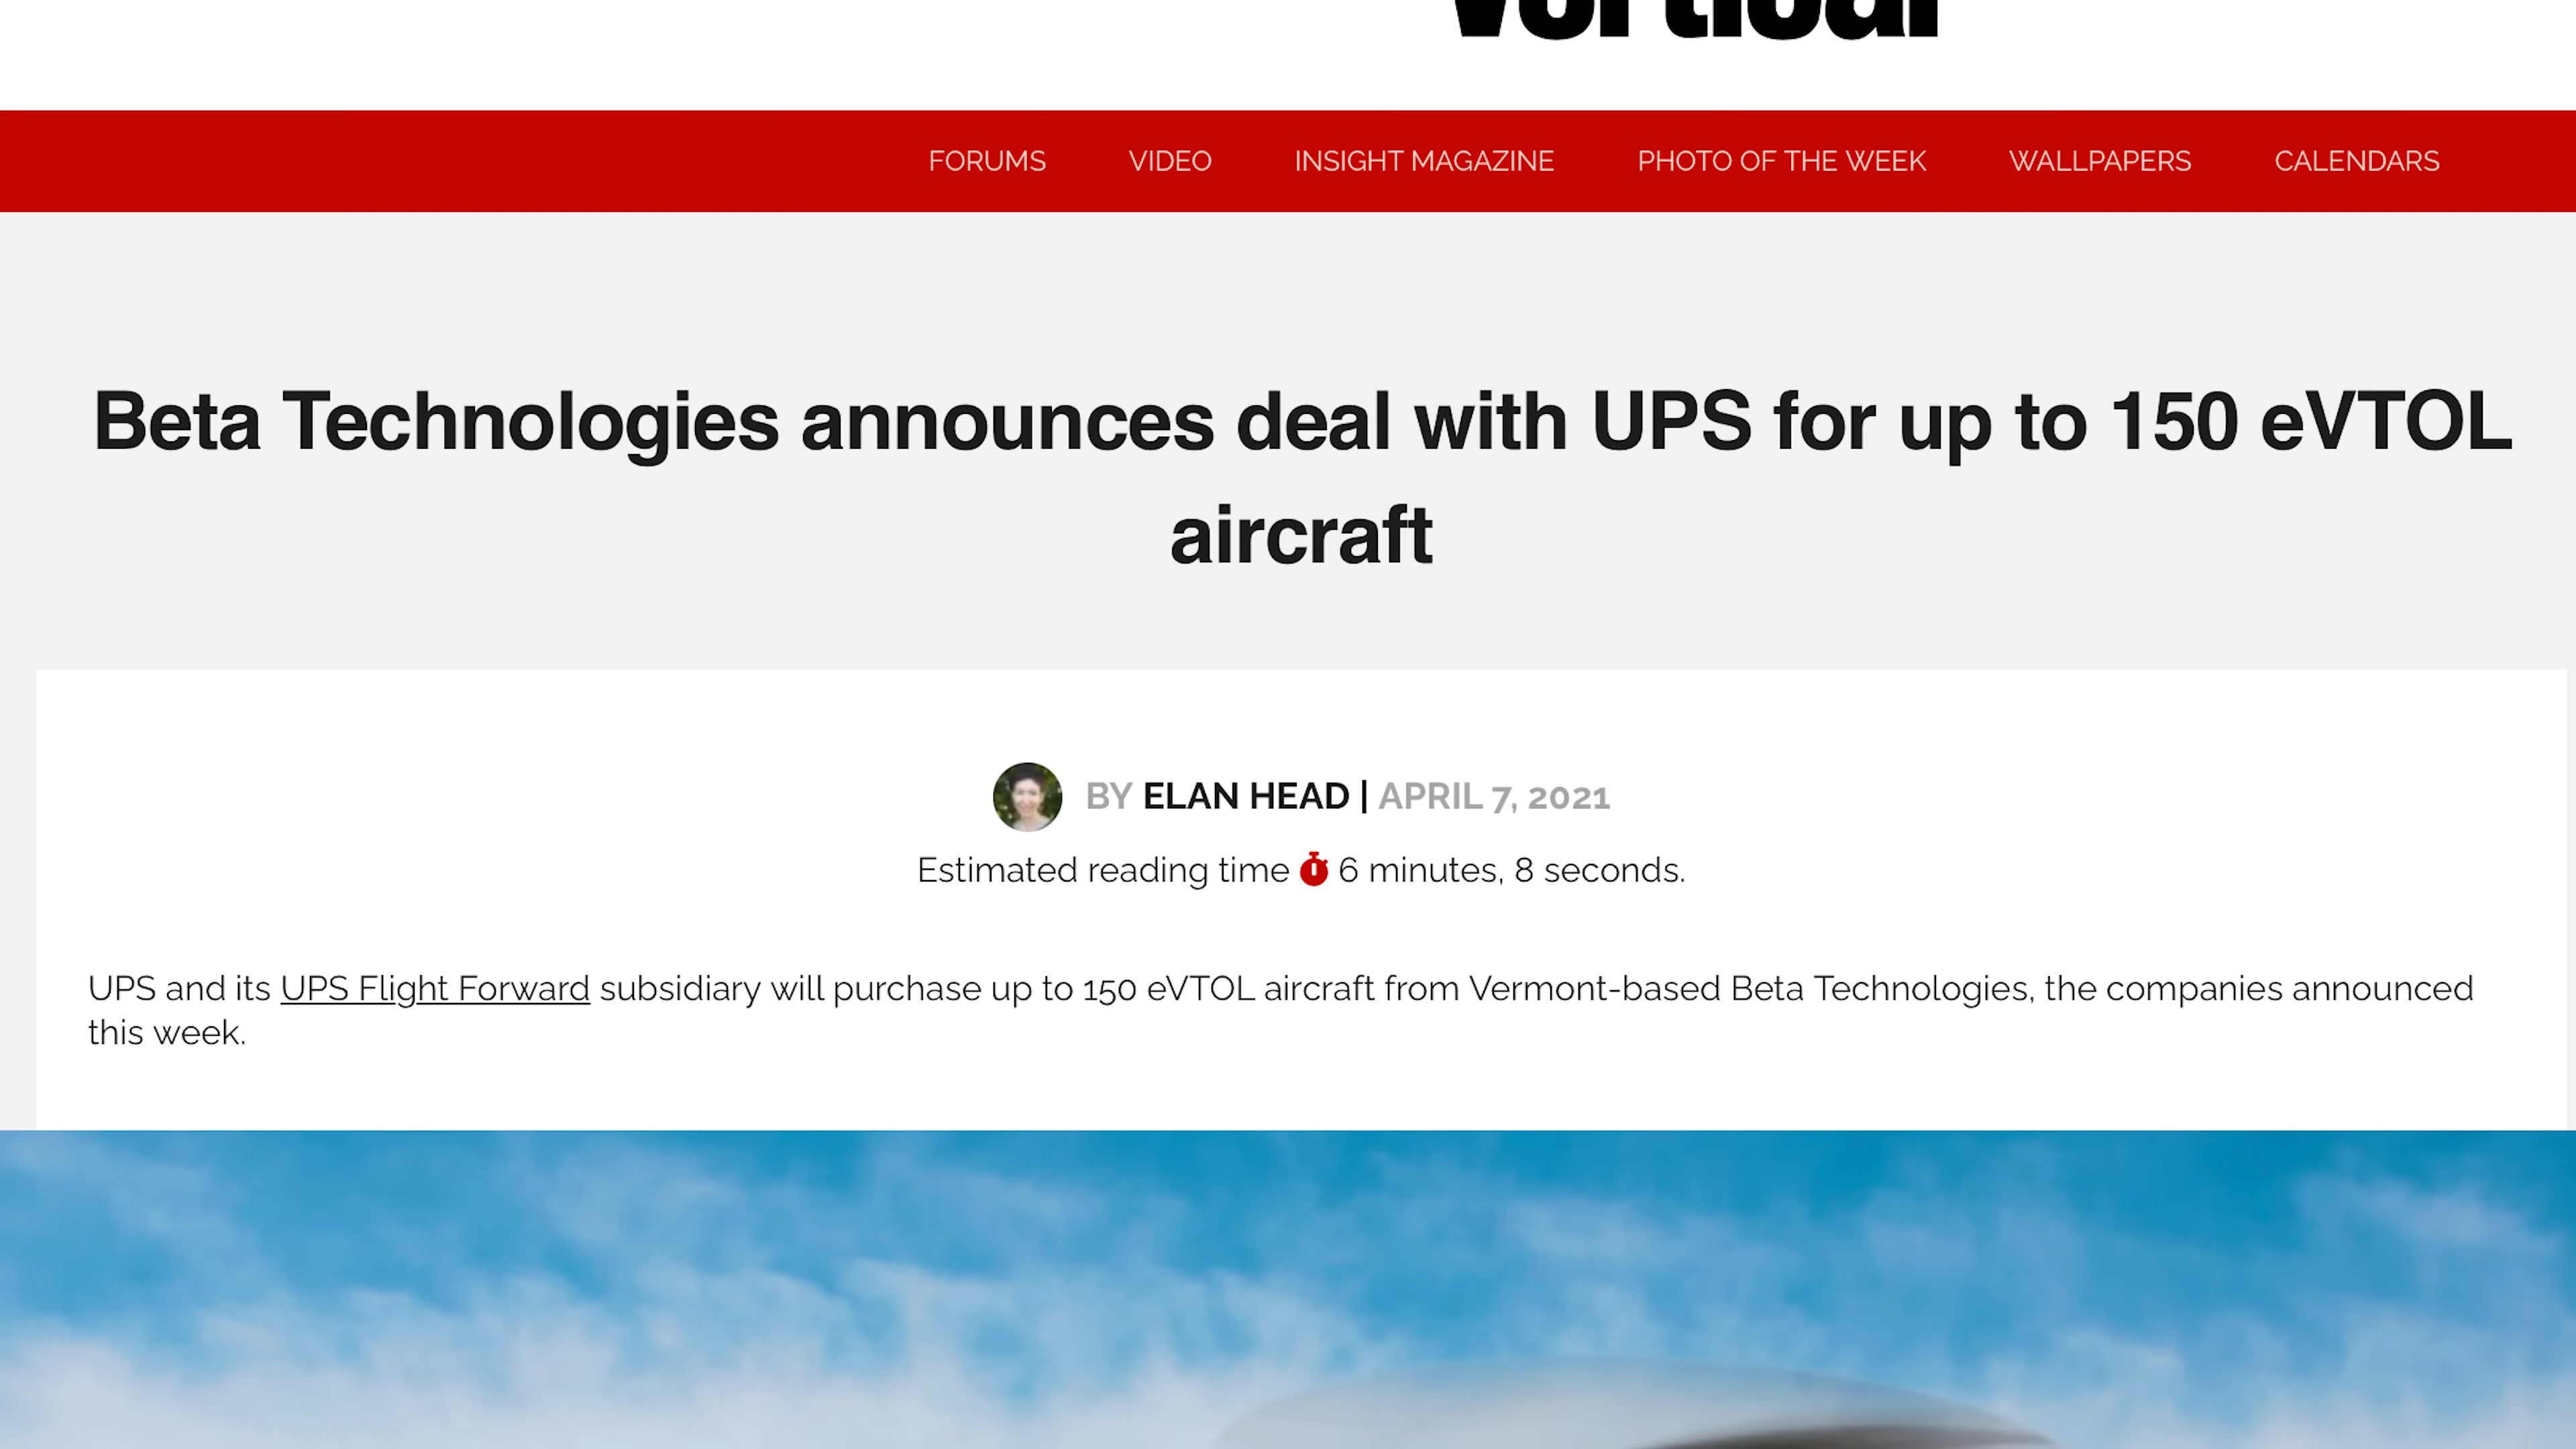 Vertical
FORUMS VIDEO INSIGHT MAGAZINE PHOTO OF THE WEEK WALLPAPERS CALENDARS
Beta Technologies announces deal with UPS for up to 150 eVTOL
aircraft
BY ELAN HEAD | APRIL 7, 2021
Estimated reading time 6 minutes, 8 seconds.
UPS and its UPS Flight Forward subsidiary will purchase up to 150 eVTOL aircraft from Vermont-based Beta Technologies, the companies announced
this week.